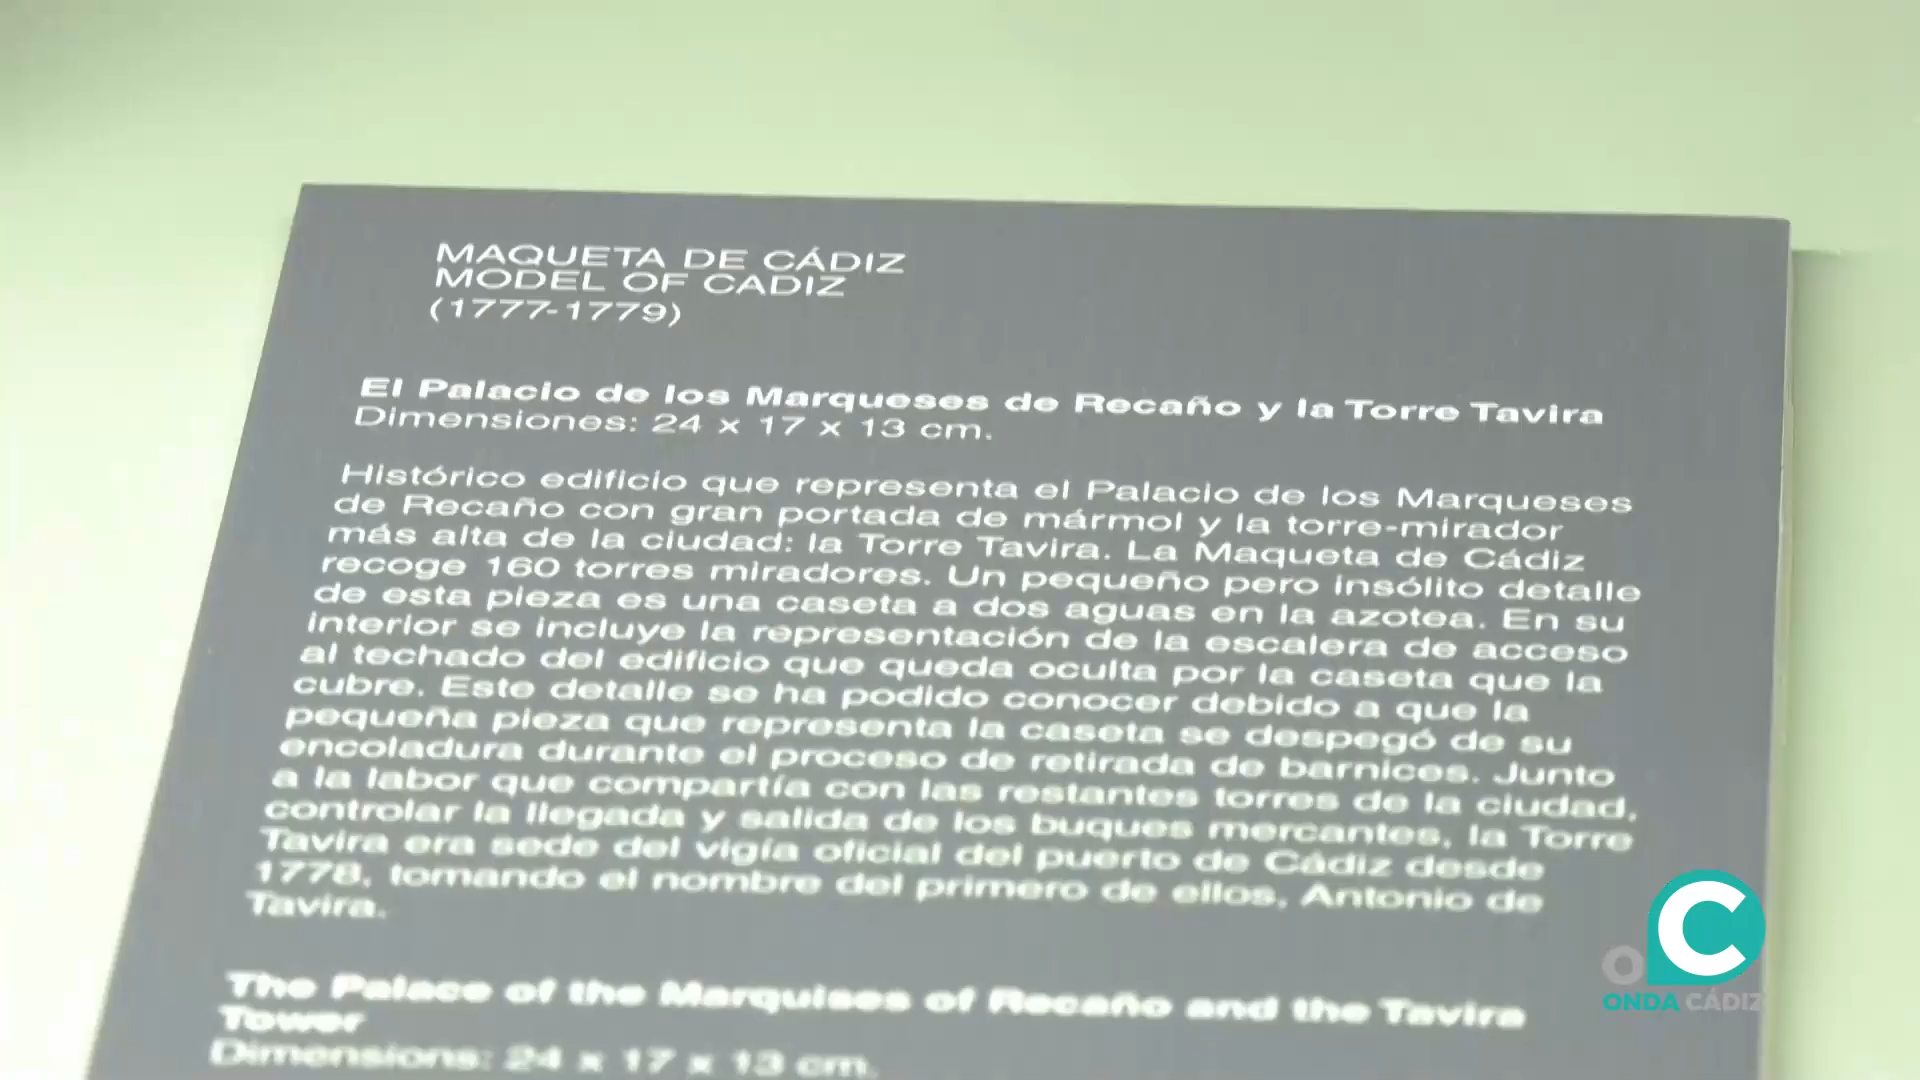 MAQUETA DE CÁDIZ
MODEL OF CADIZ
(1777-1779)
El Palacio de los Marqueses de Recaño y la Torre Tavira
Dimensiones: 24 x 17 x 13 cm.
Histórico edificio que representa el Palacio de los Marqueses
de Recaño con gran portada de mármol y la torre-mirador
más alta de la ciudad: la Torre Tavira. La Maqueta de Cádiz
recoge 160 torres miradores. Un pequeño pero insólito detalle
de esta pieza es una caseta a dos aguas en la azotea. En su
interior se incluye la representación de la escalera de acceso
al techado del edificio que queda oculta por la caseta que la
cubre. Este detalle se ha podido conocer debido a que la
pequeña pieza que representa la caseta se despegó de su
encoladura durante el proceso de retirada de barnices. Junto
a la labor que compartía con las restantes torres de la ciudad,
controlar la llegada y salida de los buques mercantes, la Torre
Tavira era sede del vigía oficial del puerto de Cádiz desde
1778, tomando el nombre del primero de ellos, Antonio de
Tavira.
The Palace of the Marquises of Recaño and the Tavira
Tower
Dimensions: 24 x 17 x 13 cm.
O C
ONDA CÁDIZ